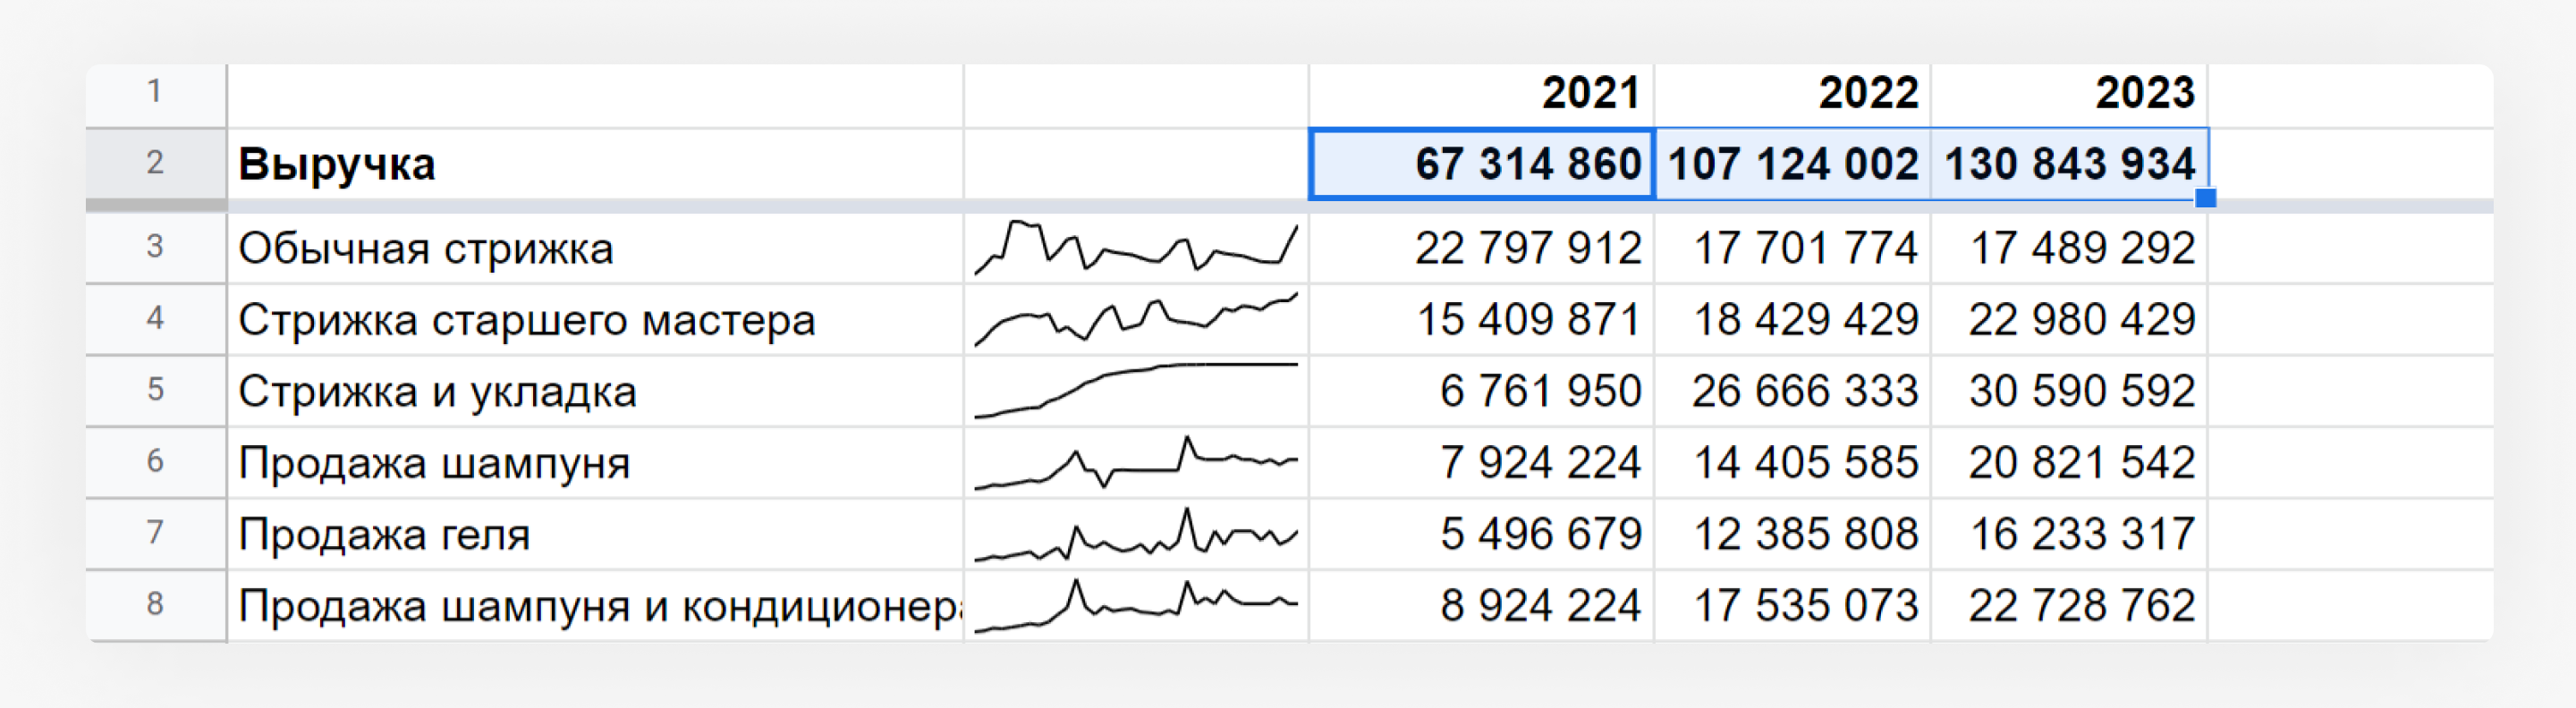 1 2021 2022 2023
2 Выручка 67 314 860 107 124 002 130 843 934
3 Обычная стрижка 22 797 912 17 701 774 17 489 292
4 Стрижка старшего мастера 15 409 871 18 429 429 22 980 429
5 Стрижка и укладка 6 761 950 26 666 333 30 590 592
6 Продажа шампуня 7 924 224 14 405 585 20 821 542
7 Продажа геля 5 496 679 12 385 808 16 233 317
8 Продажа шампуня и кондиционера 8 924 224 17 535 073 22 728 762